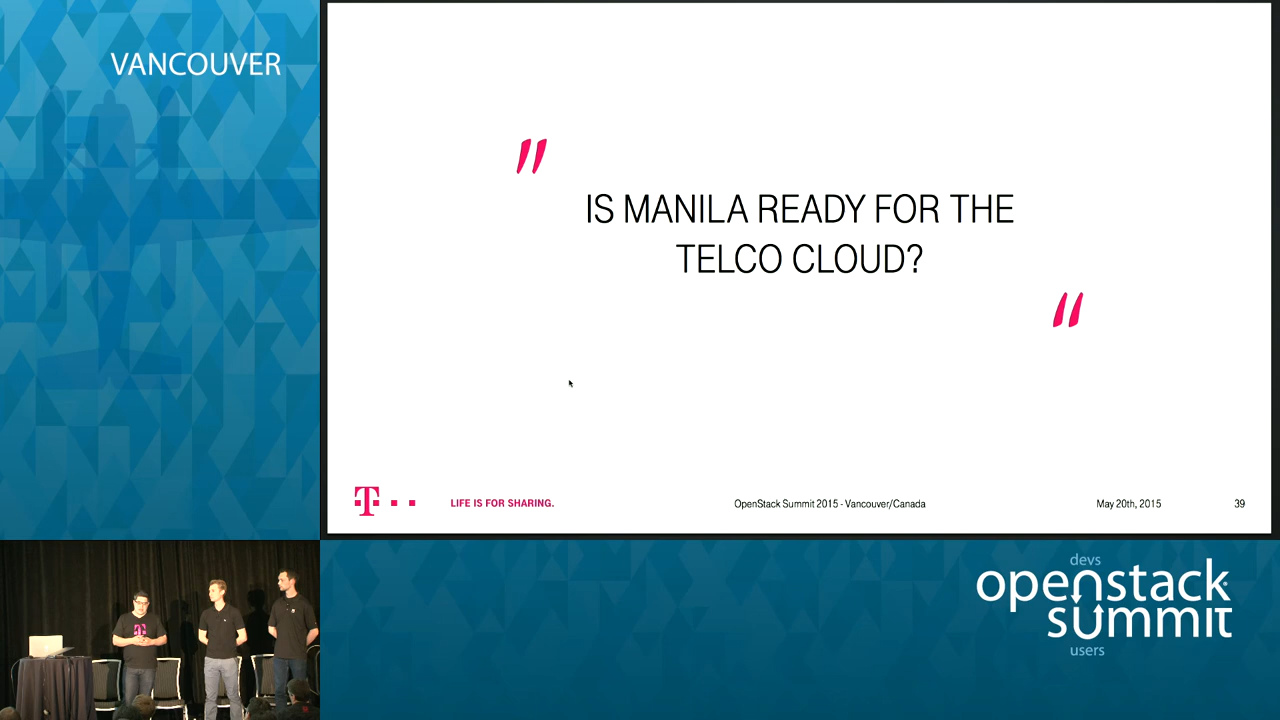 VANCOUVER
"
IS MANILA READY FOR THE
TELCO CLOUD?
"
T
LIFE IS FOR SHARING.
OpenStack Summit 2015 - Vancouver/Canada
May 20th, 2015
39
devs
openstack
summit
users
T